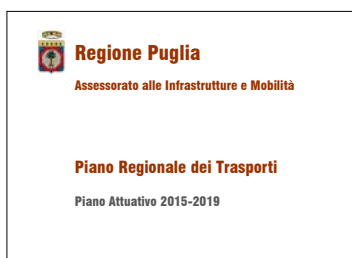 Regione Puglia
Assessorato alle Infrastrutture e Mobilità
Piano Regionale dei Trasporti
Piano Attuativo 2015-2019